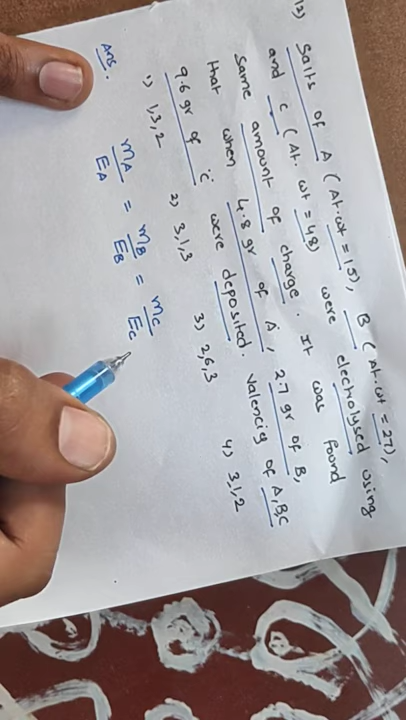 12) Salts of A (At. wt = 15), B (At. wt = 27),
and C (At. wt = 48) were electrolysed using
Same amount of charge. It was found
that when 4.8 gr of A, 2.7 gr of B,
9.6 gr of "C" were deposited. Valencis of A,B,C
1) 1,3,2 2) 3,1,3 3) 2,6,3 4) 3,1,2
Ans.
mA/EA = mB/EB = mC/EC